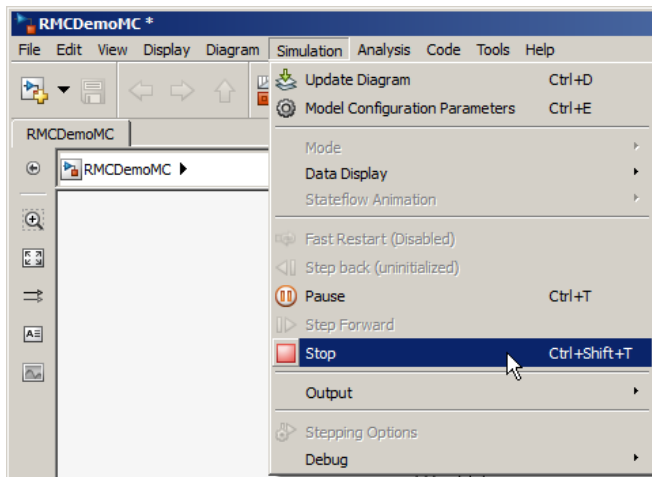 RMCDemoMC *
File Edit View Display Diagram Simulation Analysis Code Tools Help
RMCDemoMC
RMCDemoMC
Update Diagram Ctrl+D
Model Configuration Parameters Ctrl+E
Mode
Data Display
Stateflow Animation
Fast Restart (Disabled)
Step back (uninitialized)
Pause Ctrl+T
Step Forward
Stop Ctrl+Shift+T
Output
Stepping Options
Debug